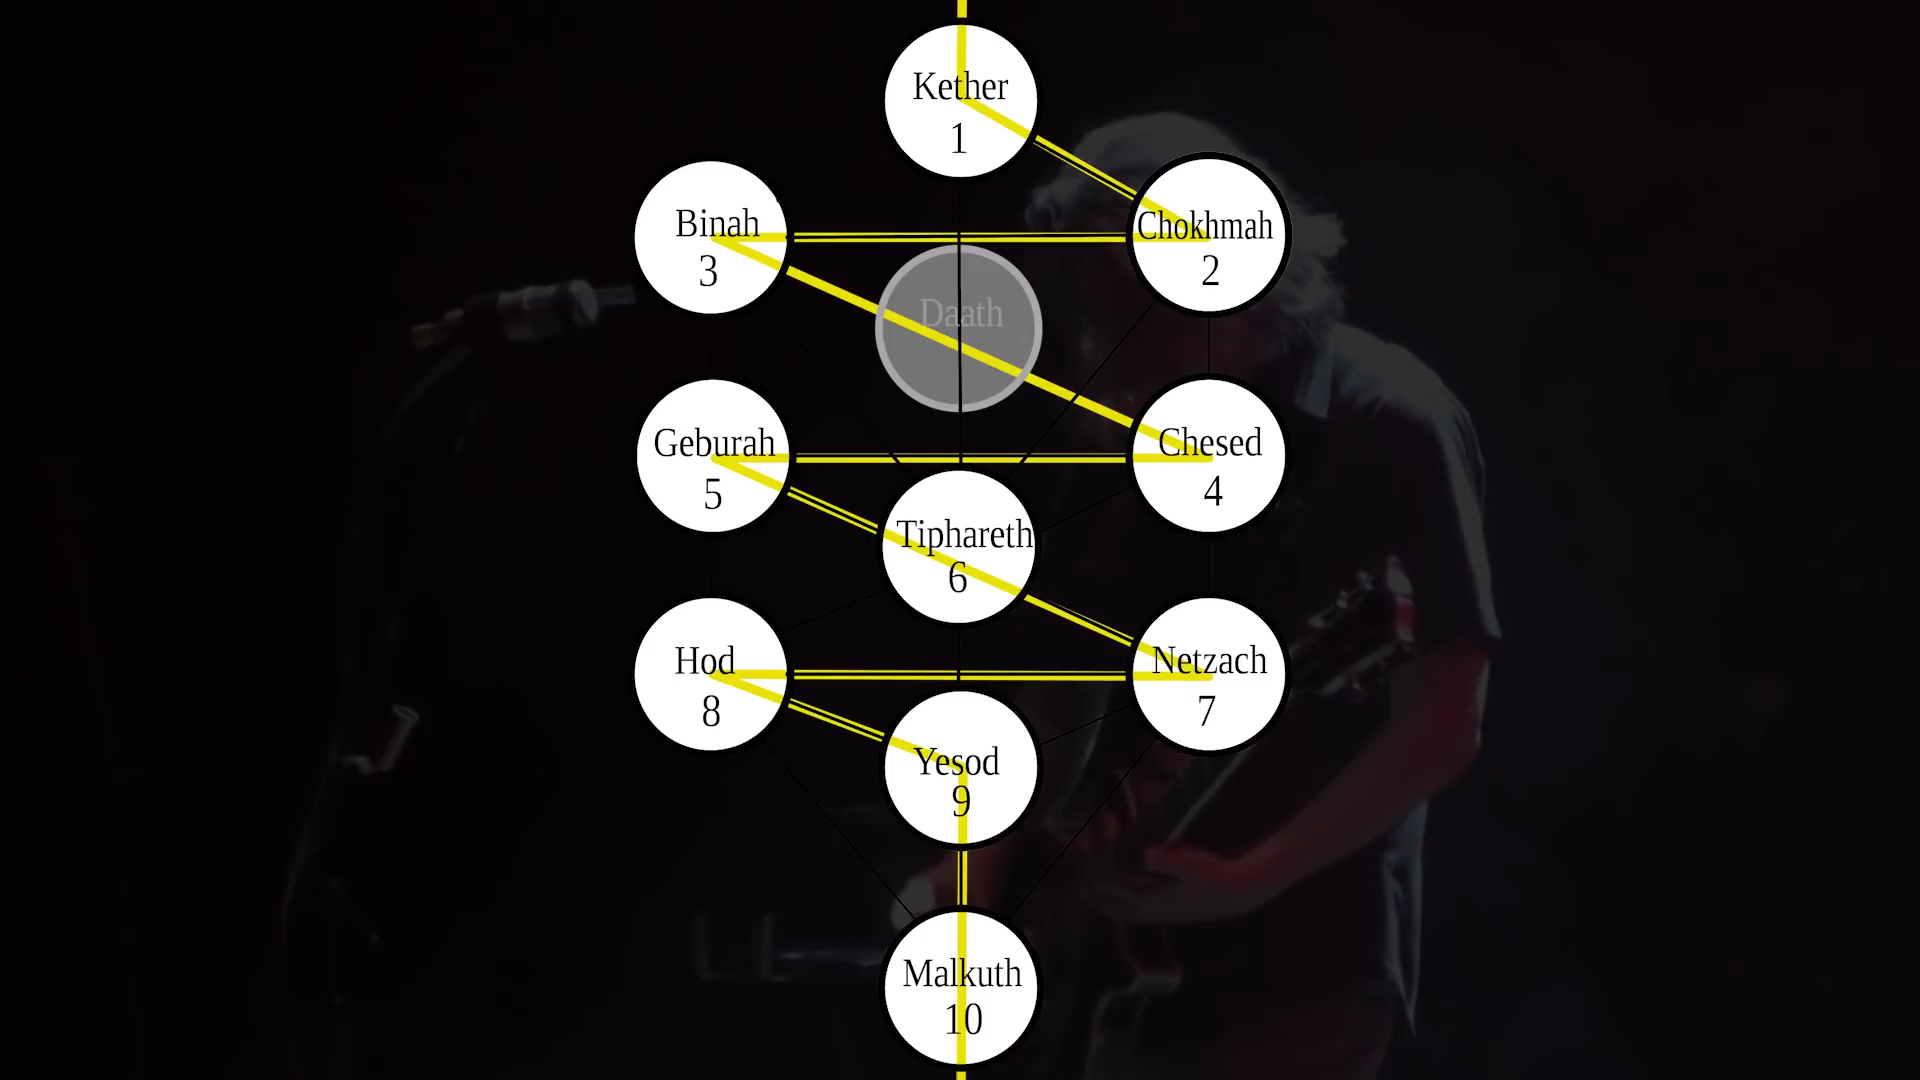 Kether
1
Chokhmah
2
Binah
3
Daath
Chesed
4
Geburah
5
Tiphareth
6
Netzach
7
Hod
8
Yesod
9
Malkuth
10